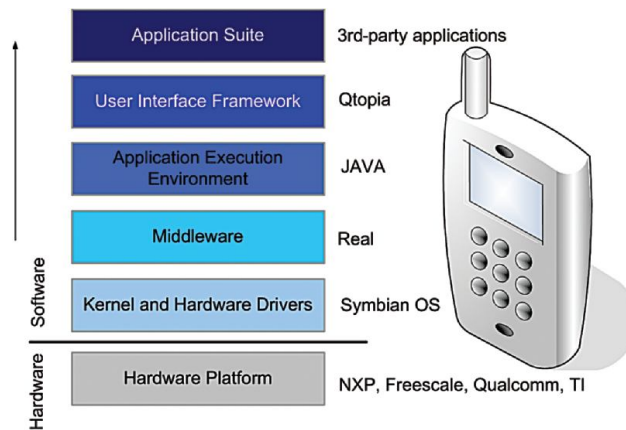 Application Suite
3rd-party applications
User Interface Framework
Qtopia
Application Execution
Environment
JAVA
Middleware
Real
Kernel and Hardware Drivers
Symbian OS
Software
Hardware Platform
NXP, Freescale, Qualcomm, TI
Hardware